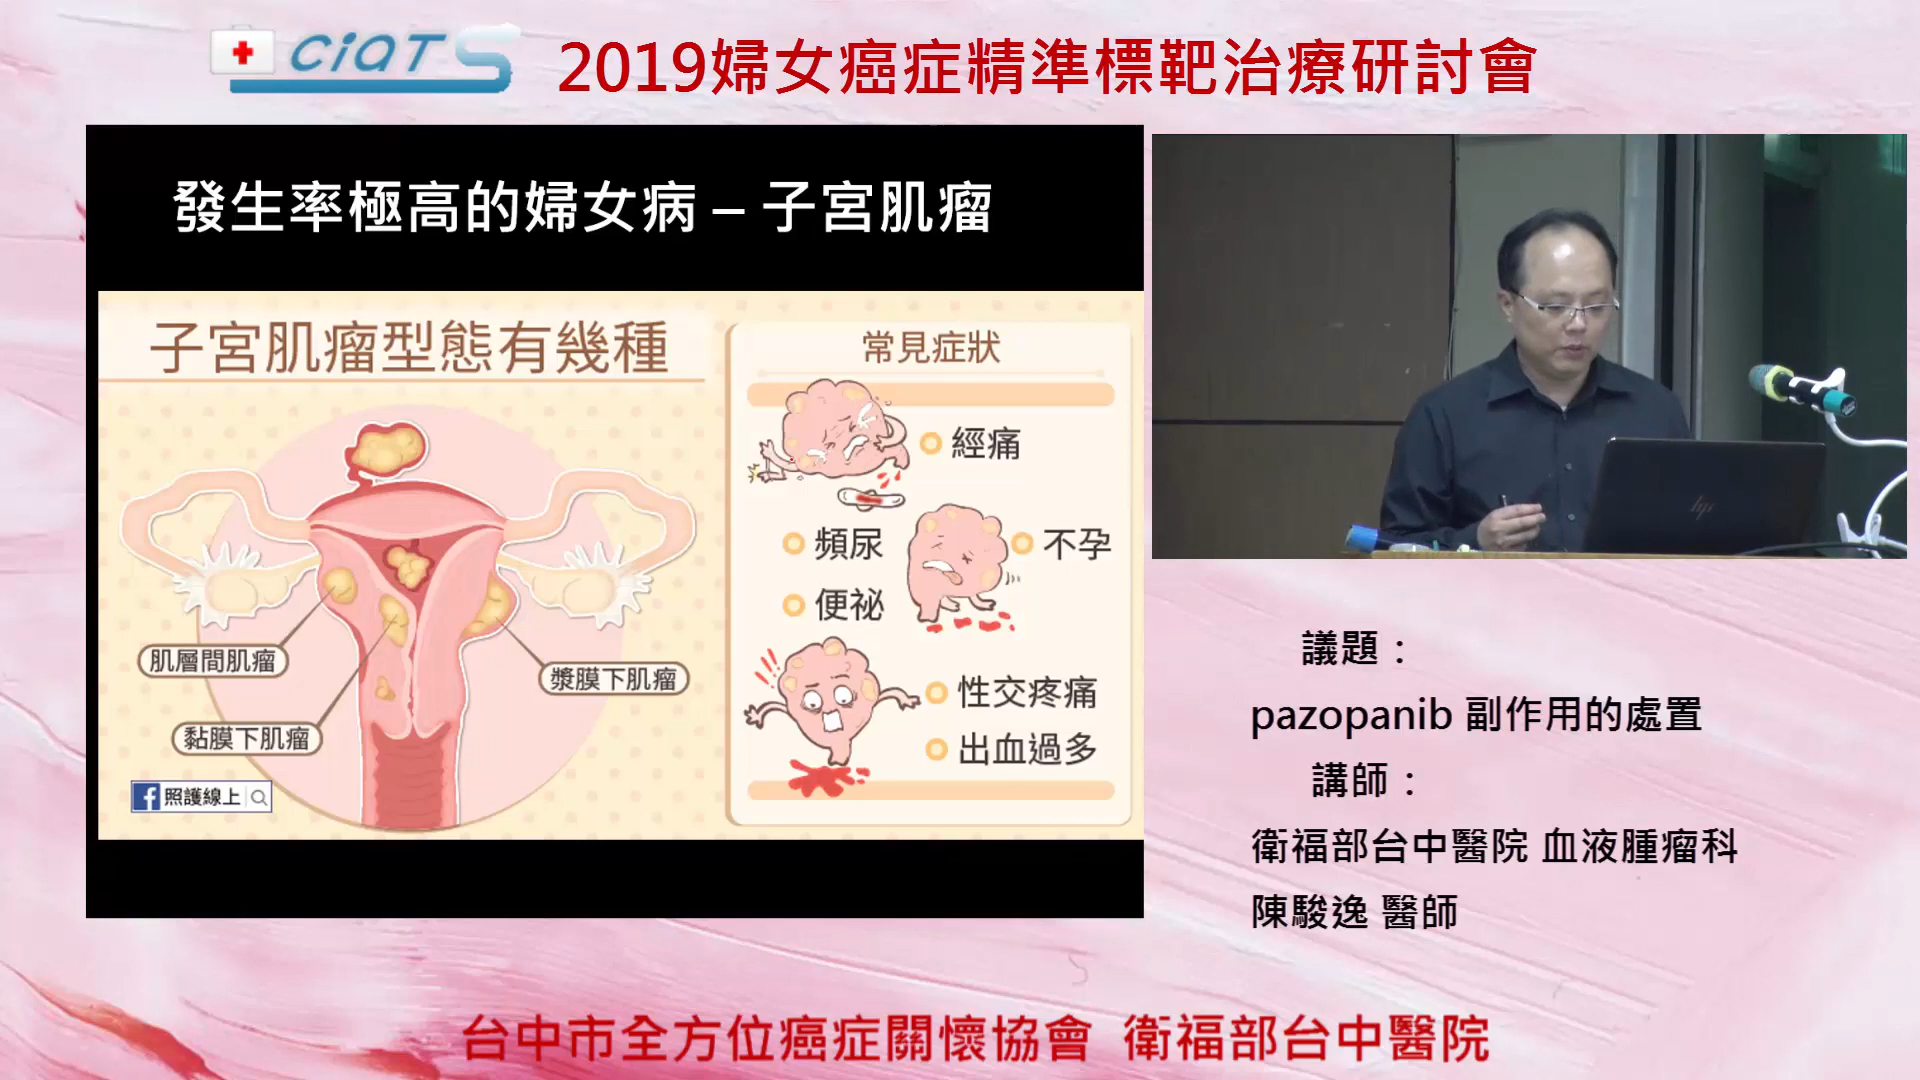 CiQTS
2019婦女癌症精準標靶治療研討會
發生率極高的婦女病 – 子宮肌瘤
子宮肌瘤型態有幾種
肌層間肌瘤
黏膜下肌瘤
漿膜下肌瘤
照護線上
常見症狀
經痛
頻尿
不孕
便祕
性交疼痛
出血過多
hp
議題：
pazopanib 副作用的處置
講師：
衛福部台中醫院 血液腫瘤科
陳駿逸 醫師
台中市全方位癌症關懷協會 衛福部台中醫院